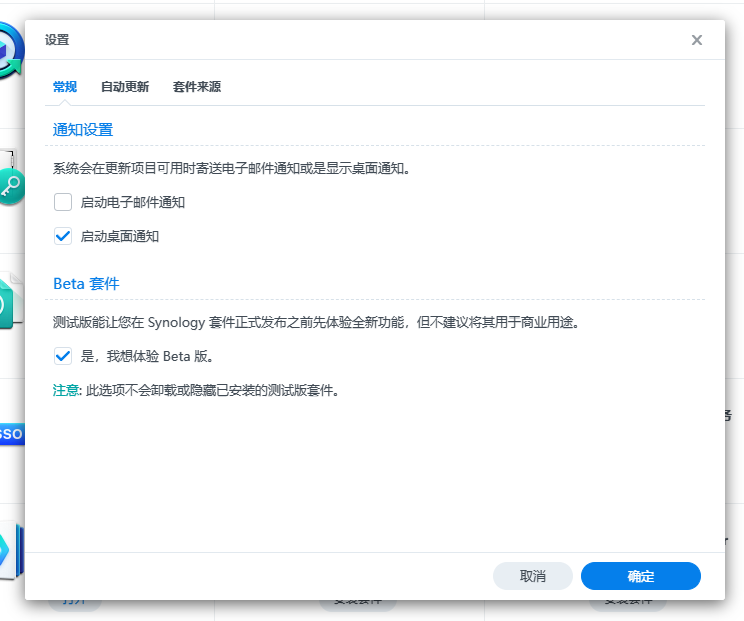 设置
常规 自动更新 套件来源
通知设置
系统会在更新项目可用时寄送电子邮件通知或是显示桌面通知。
启动电子邮件通知
启动桌面通知
Beta 套件
测试版能让您在 Synology 套件正式发布之前先体验全新功能，但不建议将其用于商业用途。
是，我想体验 Beta 版。
注意: 此选项不会卸载或隐藏已安装的测试版套件。
SSO
取消 确定